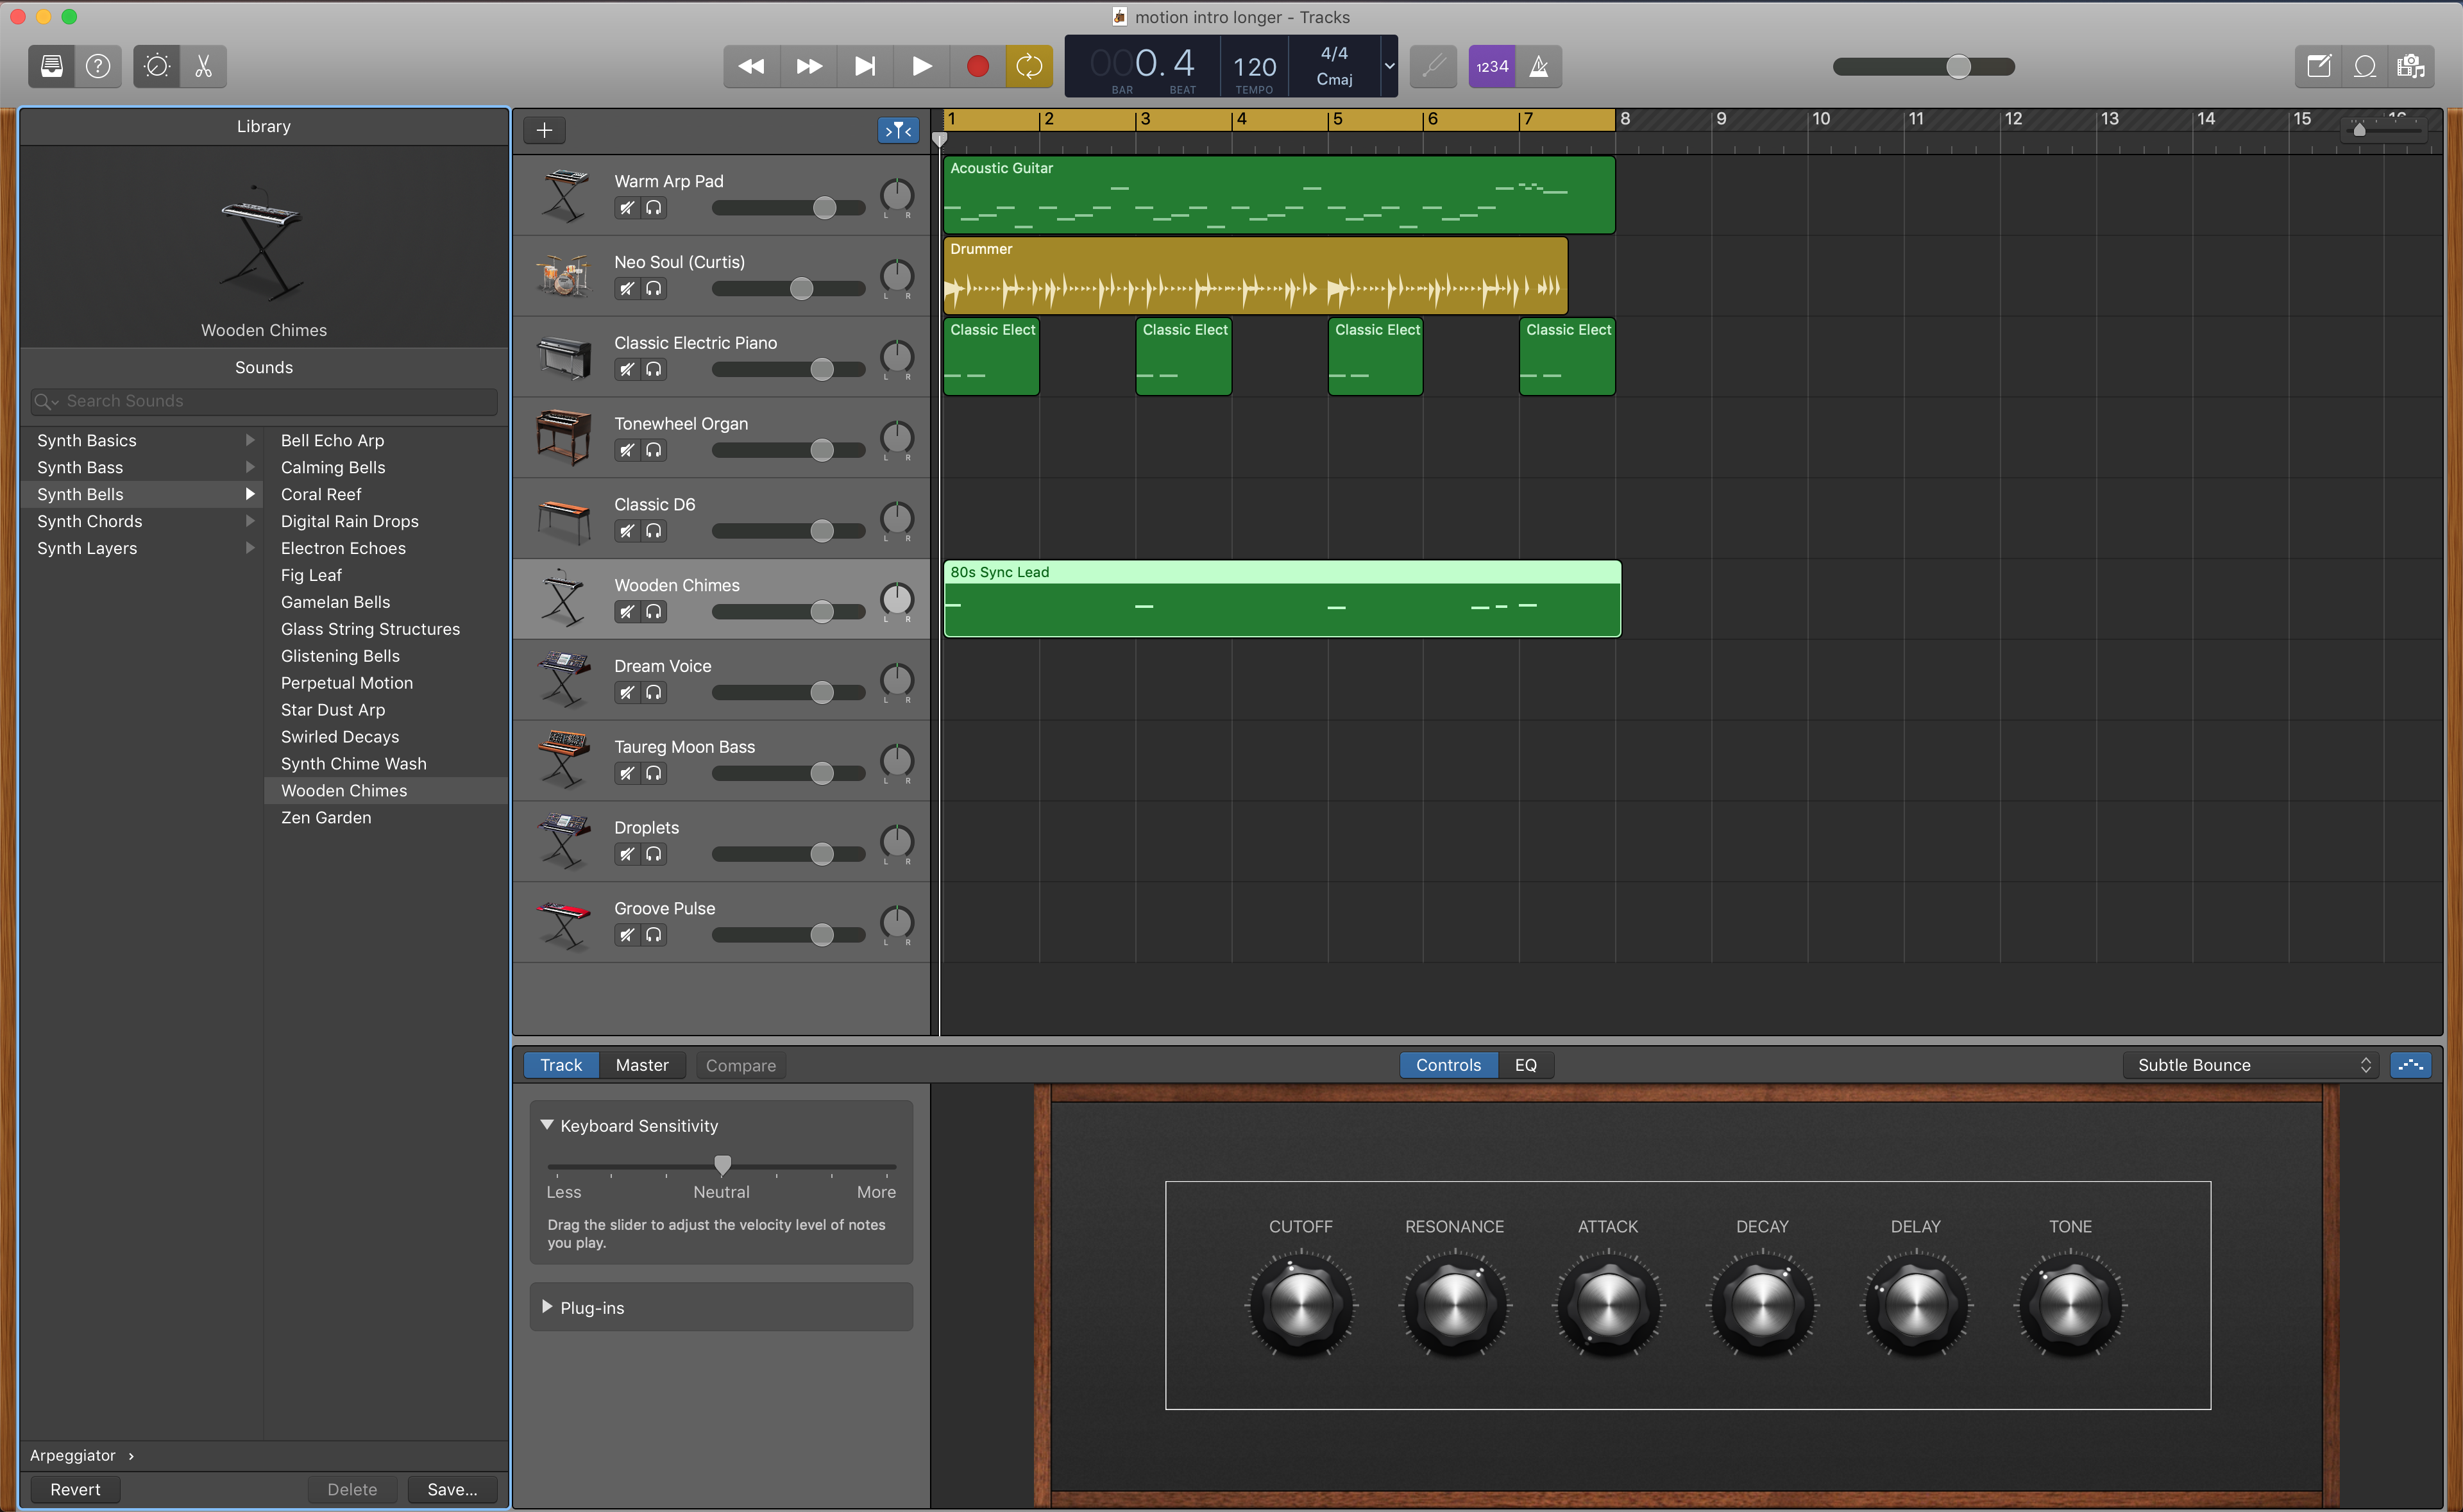 motion intro longer - Tracks
000.4
BAR BEAT
120
TEMPO
4/4
Cmaj
1234
Library
Wooden Chimes
Sounds
Search Sounds
Synth Basics
Synth Bass
Synth Bells
Synth Chords
Synth Layers
Bell Echo Arp
Calming Bells
Coral Reef
Digital Rain Drops
Electron Echoes
Fig Leaf
Gamelan Bells
Glass String Structures
Glistening Bells
Perpetual Motion
Star Dust Arp
Swirled Decays
Synth Chime Wash
Wooden Chimes
Zen Garden
Arpeggiator
Revert
Delete
Save...
1 2 3 4 5 6 7 8 9 10 11 12 13 14 15 16
Warm Arp Pad
L R
Acoustic Guitar
Neo Soul (Curtis)
L R
Drummer
Classic Electric Piano
L R
Classic Elect
Classic Elect
Classic Elect
Classic Elect
Tonewheel Organ
L R
Classic D6
L R
Wooden Chimes
L R
80s Sync Lead
Dream Voice
L R
Taureg Moon Bass
L R
Droplets
L R
Groove Pulse
L R
Track
Master
Compare
Controls
EQ
Subtle Bounce
Keyboard Sensitivity
Less Neutral More
Drag the slider to adjust the velocity level of notes
you play.
Plug-ins
CUTOFF RESONANCE ATTACK DECAY DELAY TONE